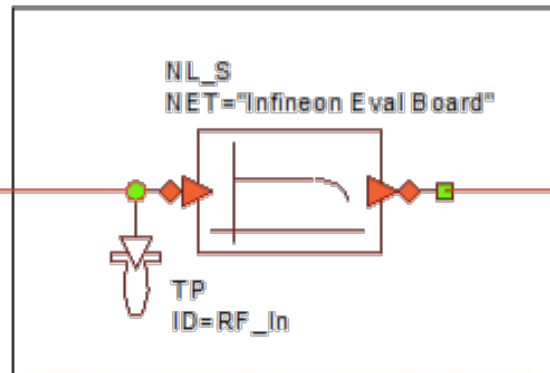 NL_S
NET="Infineon Eval Board"
TP
ID=RF_In